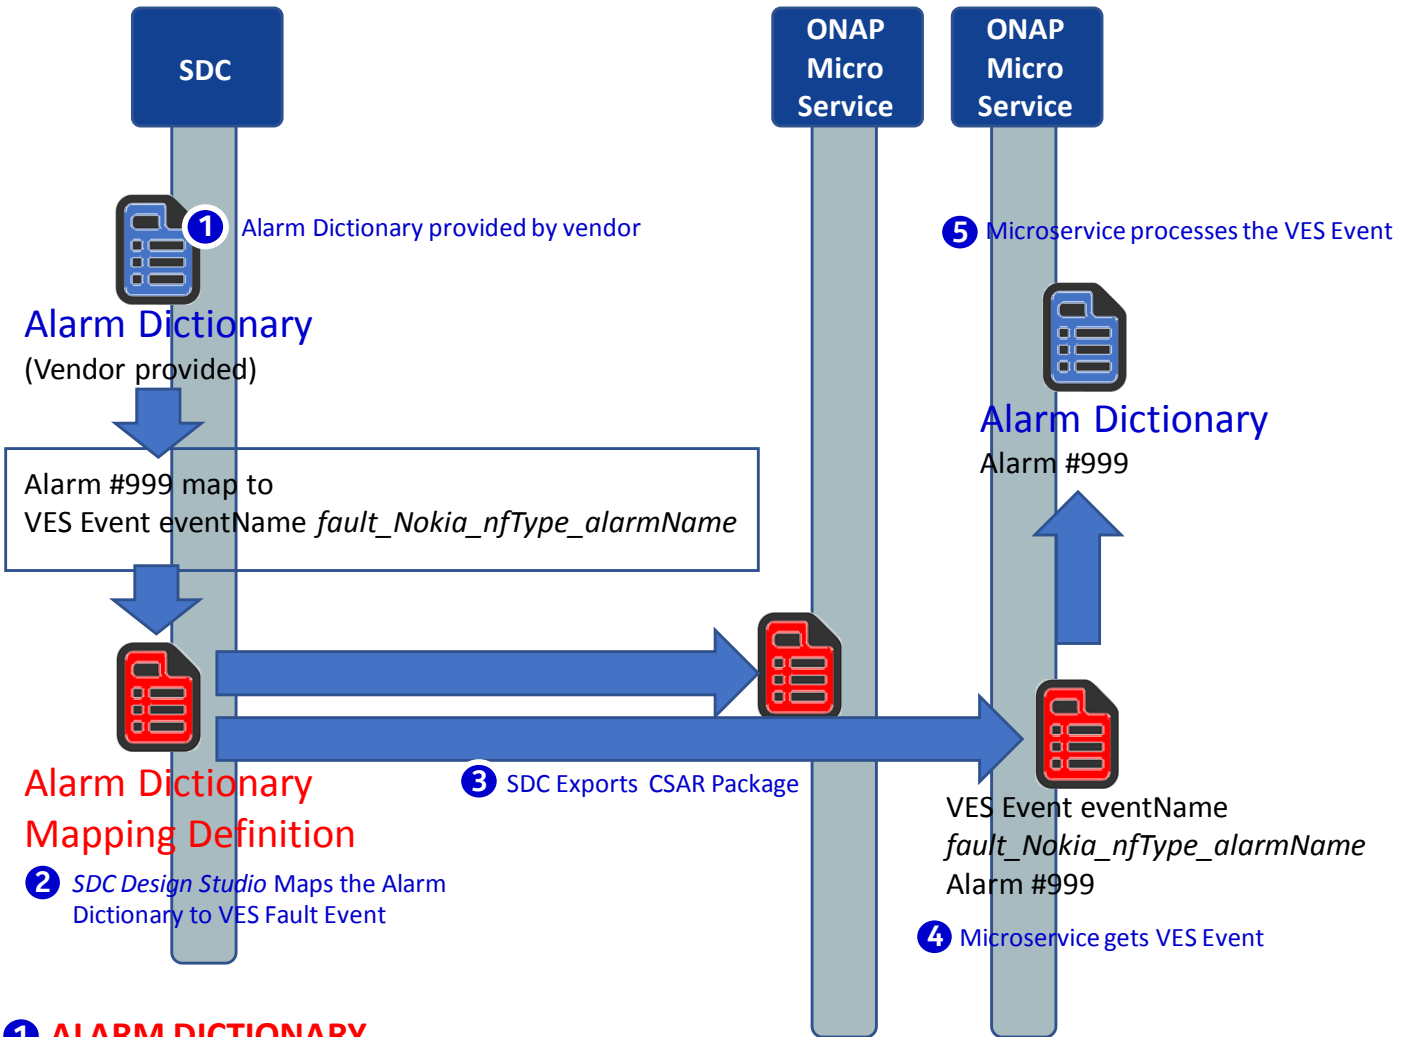 SDC
ONAP
Micro
Service
ONAP
Micro
Service
1 Alarm Dictionary provided by vendor
Alarm Dictionary
(Vendor provided)
Alarm #999 map to
VES Event eventName fault_Nokia_nfType_alarmName
Alarm Dictionary
Mapping Definition
2 SDC Design Studio Maps the Alarm
Dictionary to VES Fault Event
3 SDC Exports CSAR Package
5 Microservice processes the VES Event
Alarm Dictionary
Alarm #999
VES Event eventName
fault_Nokia_nfType_alarmName
Alarm #999
4 Microservice gets VES Event
1 ALARM DICTIONARY